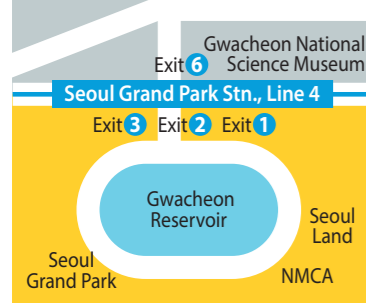 Gwacheon National
Science Museum
Exit 6
Seoul Grand Park Stn., Line 4
Exit 3 Exit 2 Exit 1
Gwacheon
Reservoir
Seoul
Land
Seoul
Grand Park
NMCA